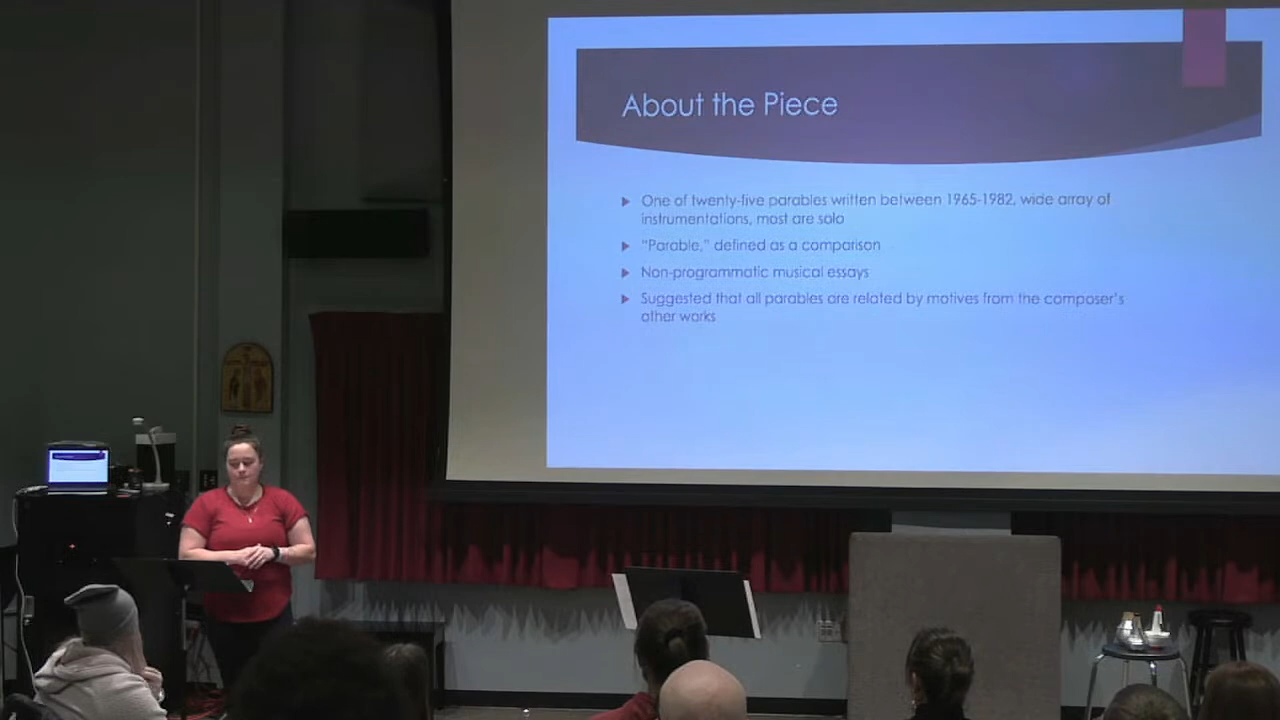 About the Piece
One of twenty-five parables written between 1965-1982, wide array of
instrumentations, most are solo
"Parable," defined as a comparison
Non-programmatic musical essays
Suggested that all parables are related by motives from the composer's
other works